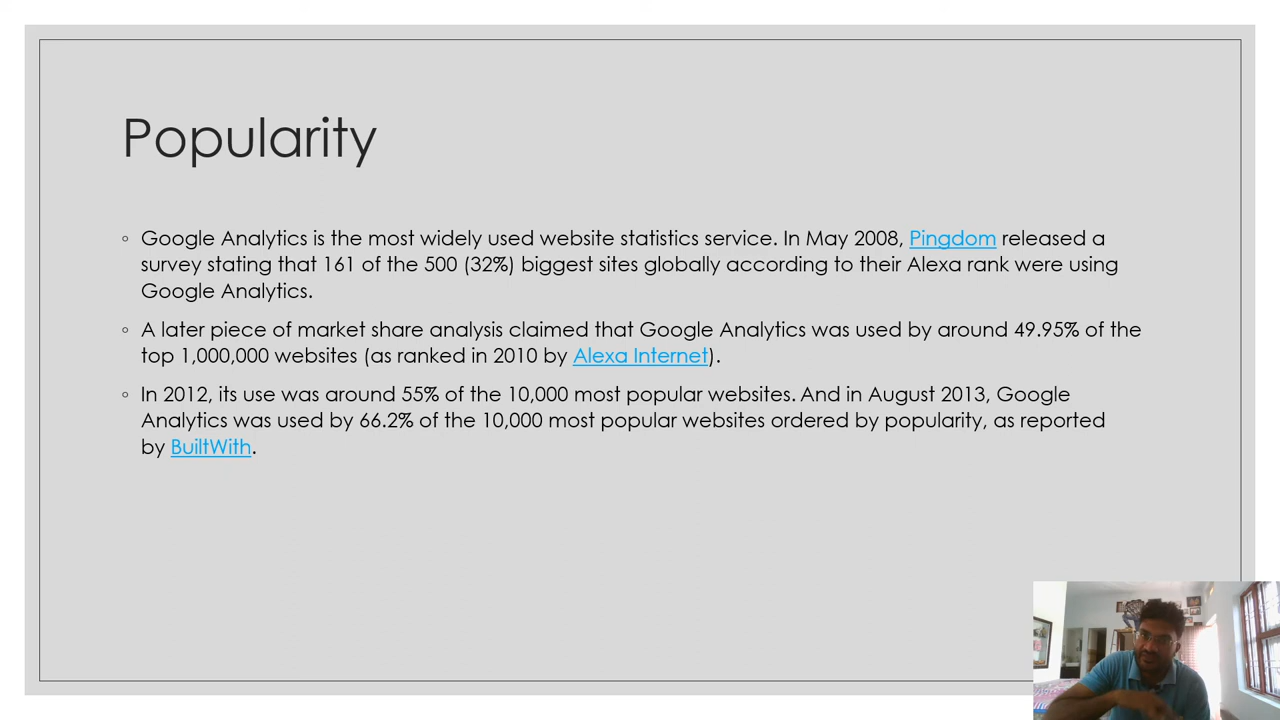 Popularity
◦ Google Analytics is the most widely used website statistics service. In May 2008, Pingdom released a
survey stating that 161 of the 500 (32%) biggest sites globally according to their Alexa rank were using
Google Analytics.
◦ A later piece of market share analysis claimed that Google Analytics was used by around 49.95% of the
top 1,000,000 websites (as ranked in 2010 by Alexa Internet).
◦ In 2012, its use was around 55% of the 10,000 most popular websites. And in August 2013, Google
Analytics was used by 66.2% of the 10,000 most popular websites ordered by popularity, as reported
by BuiltWith.